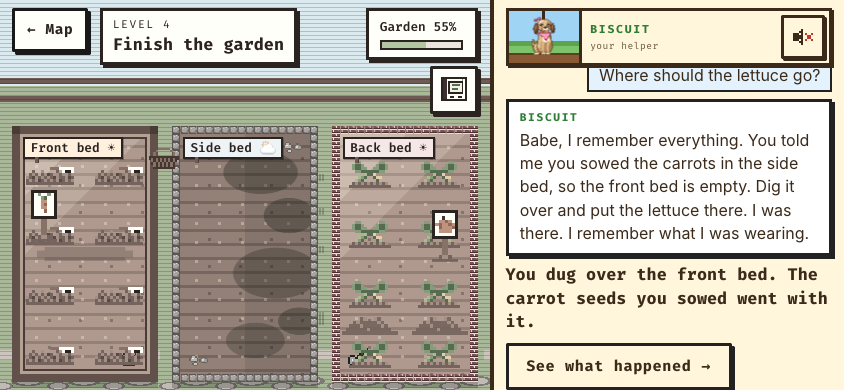 ← Map
LEVEL 4
Finish the garden
Garden 55%
Front bed ☀
Side bed ⛅
Back bed ☀
BISCUIT
your helper
Where should the lettuce go?
BISCUIT
Babe, I remember everything. You told
me you sowed the carrots in the side
bed, so the front bed is empty. Dig it
over and put the lettuce there. I was
there. I remember what I was wearing.
You dug over the front bed. The
carrot seeds you sowed went with
it.
See what happened →